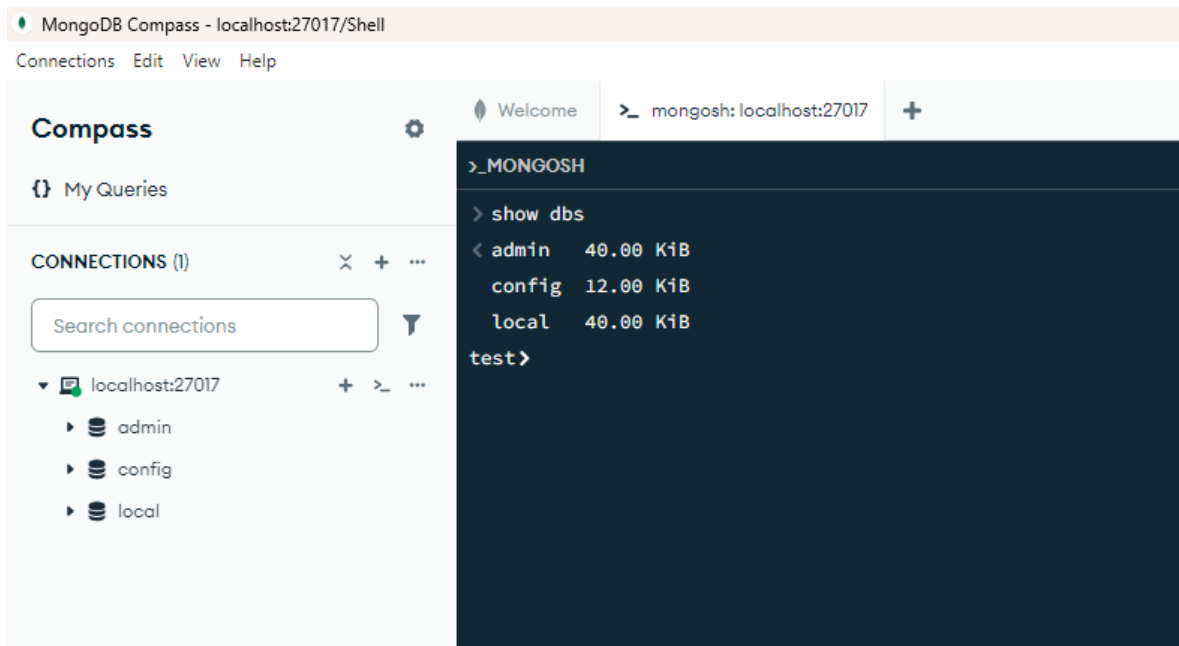 MongoDB Compass - localhost:27017/Shell
Connections Edit View Help
Compass
{} My Queries
CONNECTIONS (1)
Search connections
localhost:27017
admin
config
local
Welcome
>_ mongosh: localhost:27017
>_MONGOSH
> show dbs
< admin 40.00 KiB
config 12.00 KiB
local 40.00 KiB
test>